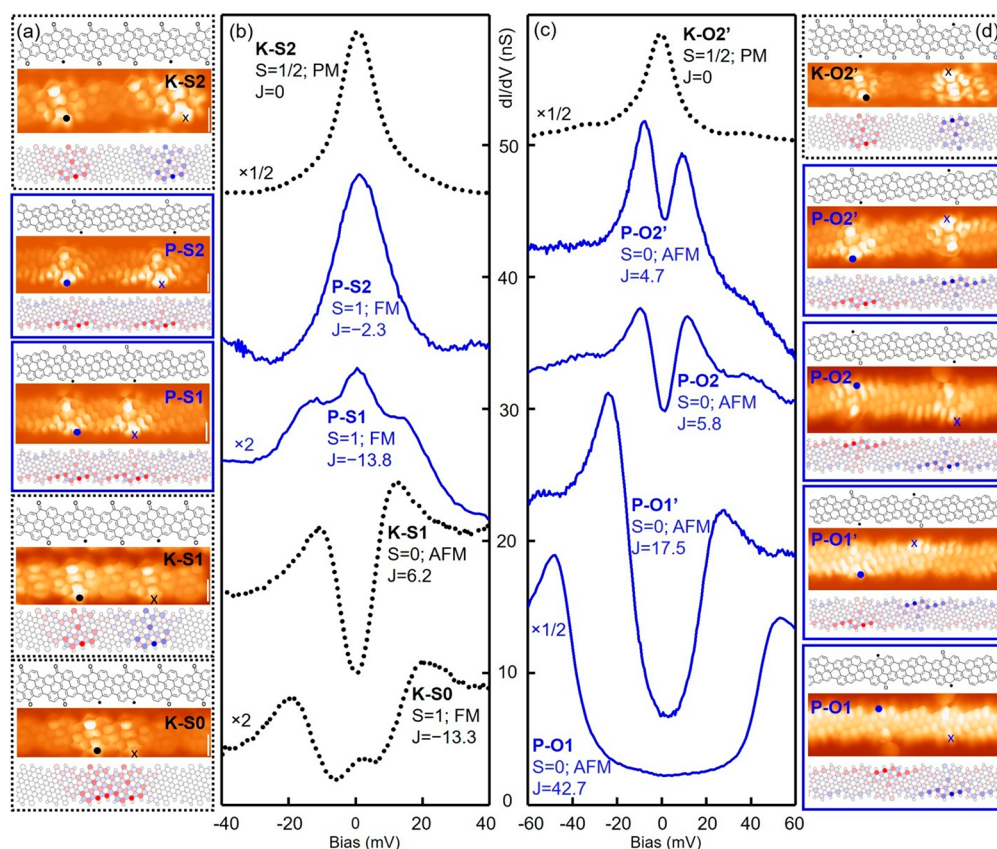 (a)
K-S2
x
P-S2
x
P-S1
x
K-S1
x
K-S0
x
(b)
K-S2
S=1/2; PM
J=0
×1/2
P-S2
S=1; FM
J=−2.3
P-S1
S=1; FM
J=−13.8
×2
K-S1
S=0; AFM
J=6.2
×2
K-S0
S=1; FM
J=−13.3
-40 -20 0 20 40
Bias (mV)
(c)
dI/dV (nS)
50
40
30
20
10
0
K-O2'
S=1/2; PM
J=0
×1/2
P-O2'
S=0; AFM
J=4.7
P-O2
S=0; AFM
J=5.8
P-O1'
S=0; AFM
J=17.5
×1/2
P-O1
S=0; AFM
J=42.7
-60 -40 -20 0 20 40 60
Bias (mV)
(d)
K-O2'
x
P-O2'
x
P-O2
x
P-O1'
x
P-O1
x